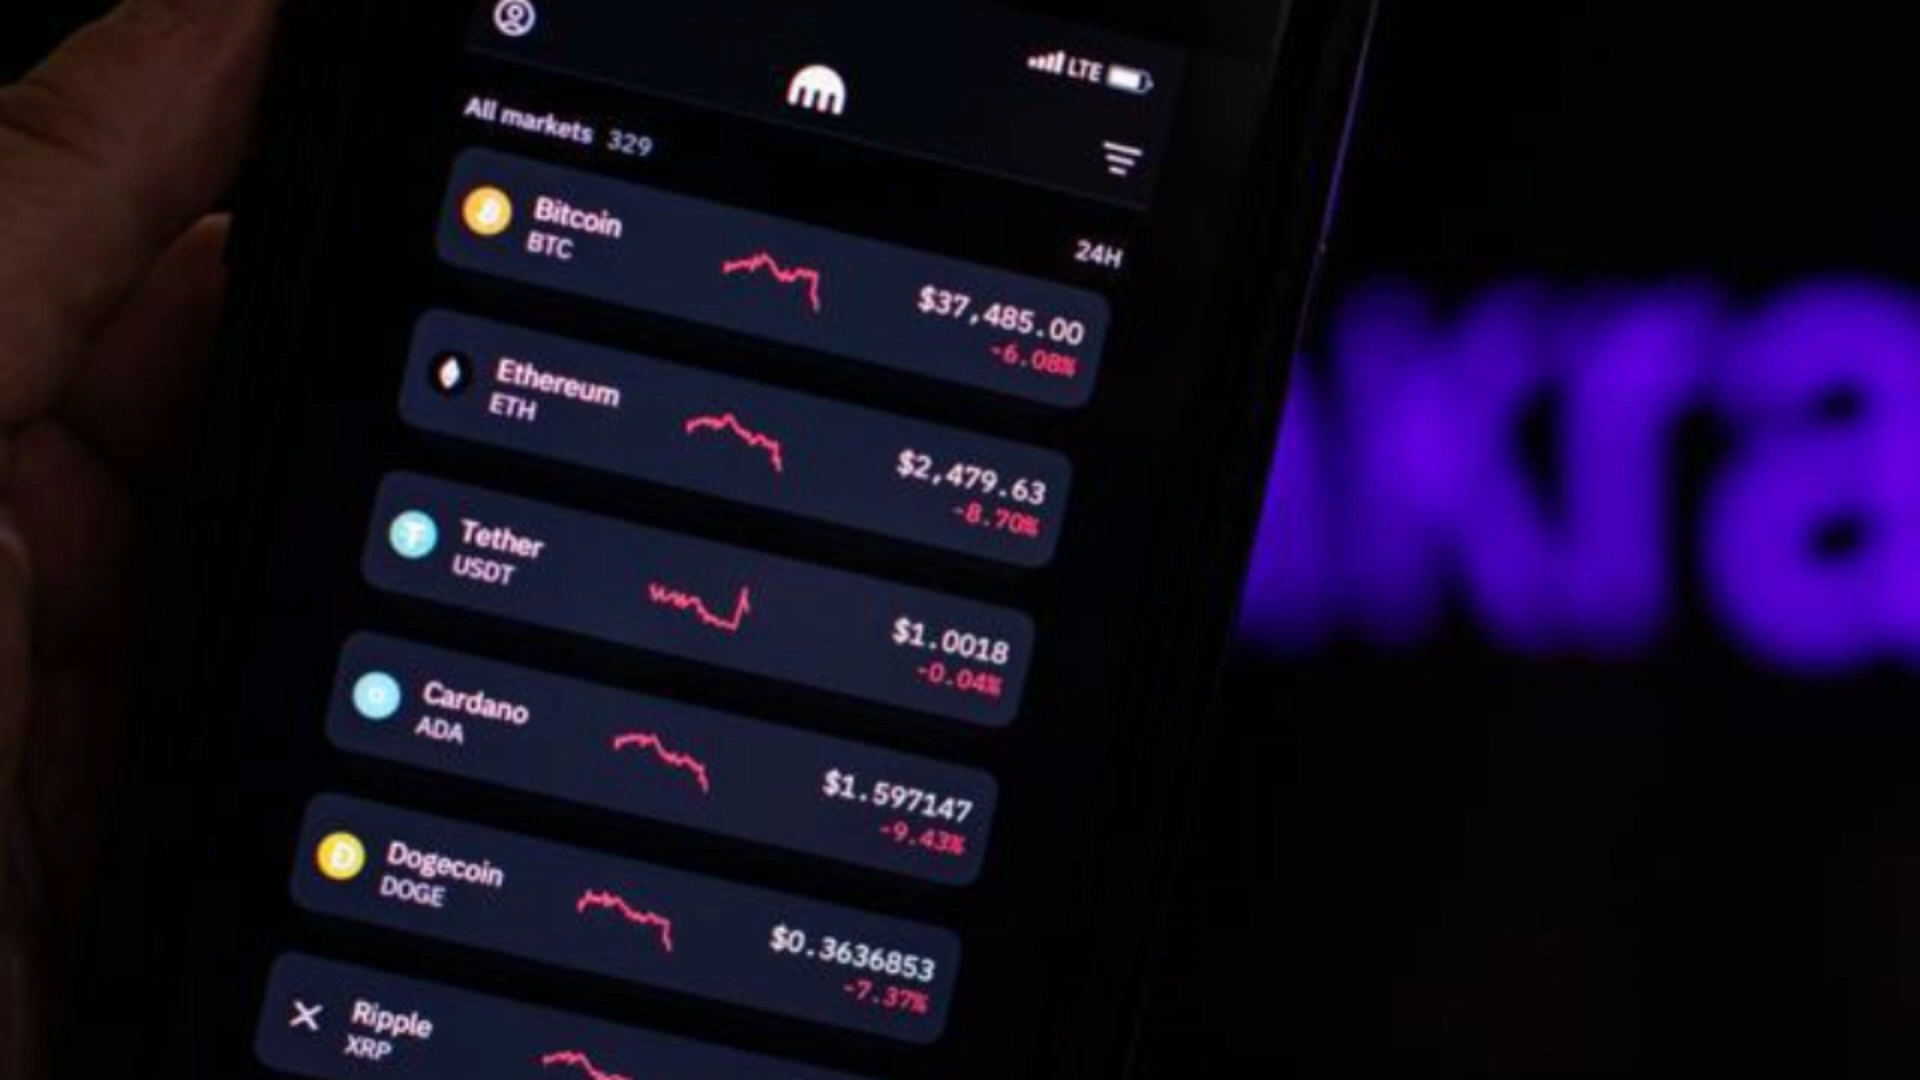 LTE
All markets 329
24H
Bitcoin
BTC
$37,485.00
-6.08%
Ethereum
ETH
$2,479.63
-8.70%
Tether
USDT
$1.0018
-0.04%
Cardano
ADA
$1.597147
-9.43%
Dogecoin
DOGE
$0.3636853
-7.37%
Ripple
XRP
kra